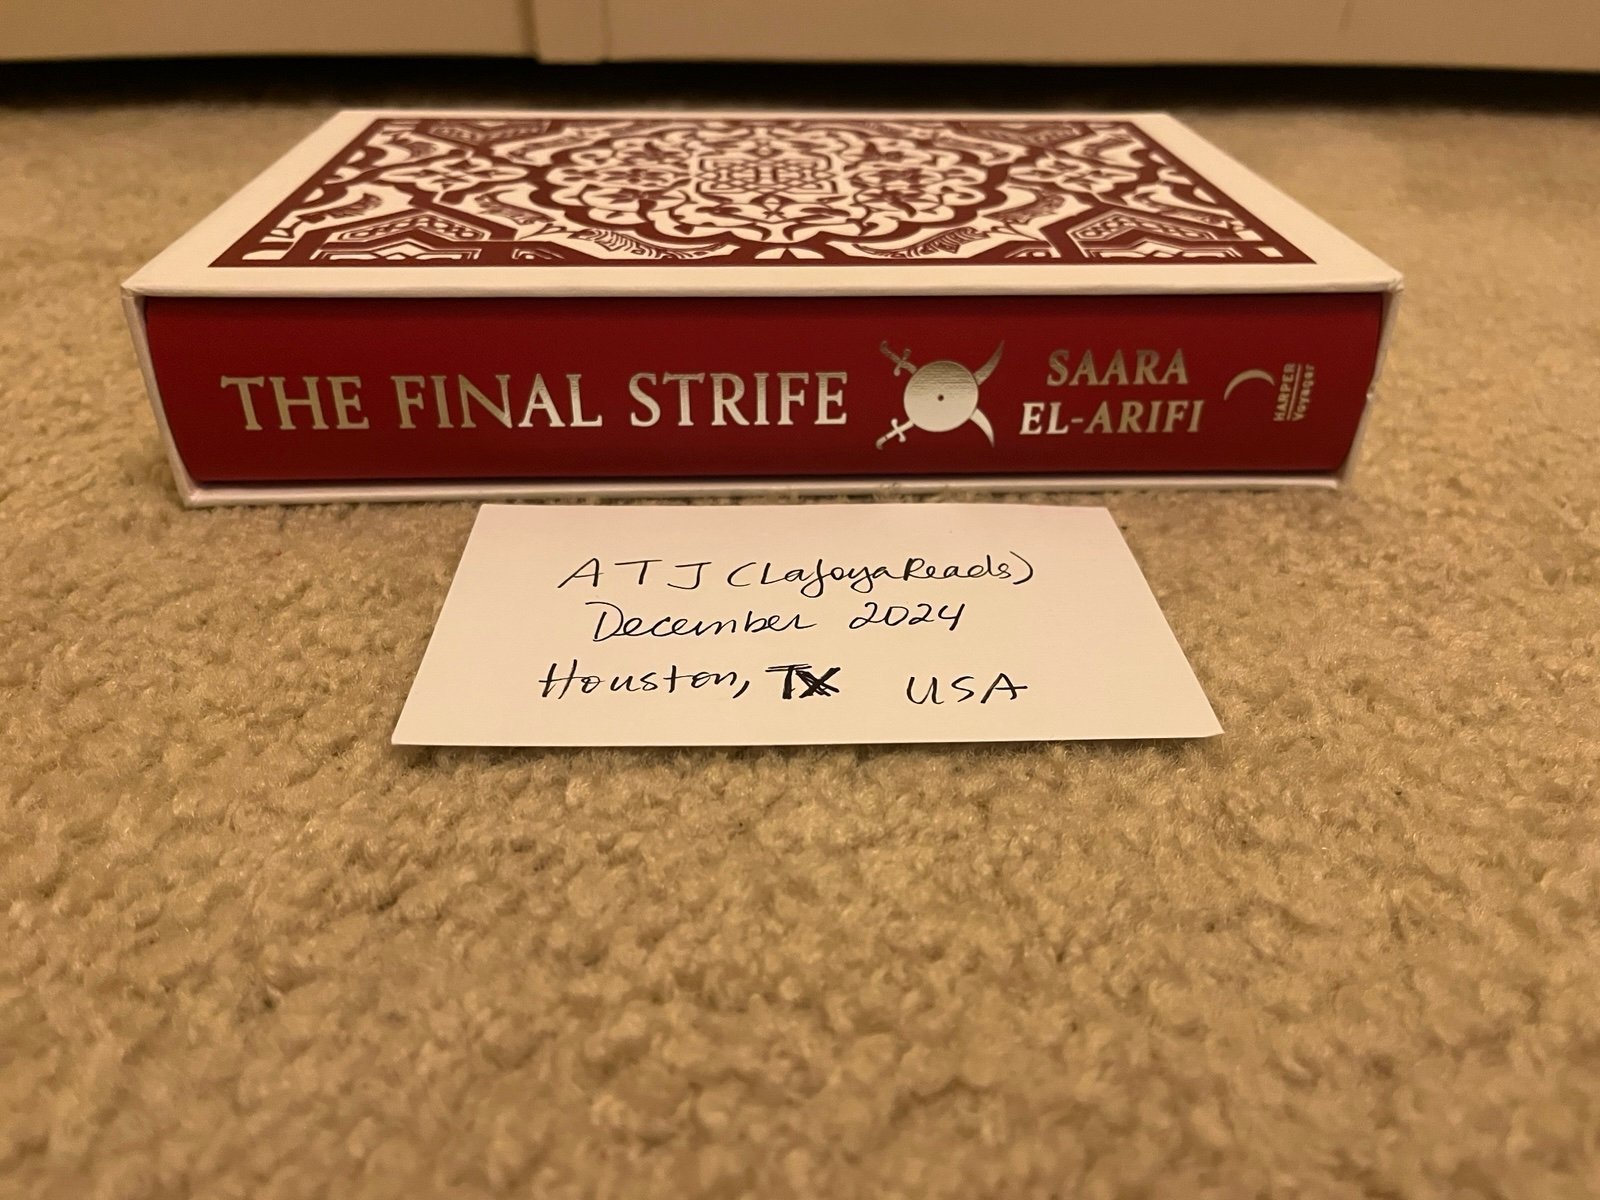 THE FINAL STRIFE
SAARA
EL-ARIFI
HARPER
Voyager
ATJ (LaJoyaReads)
December 2024
Houston, TX USA